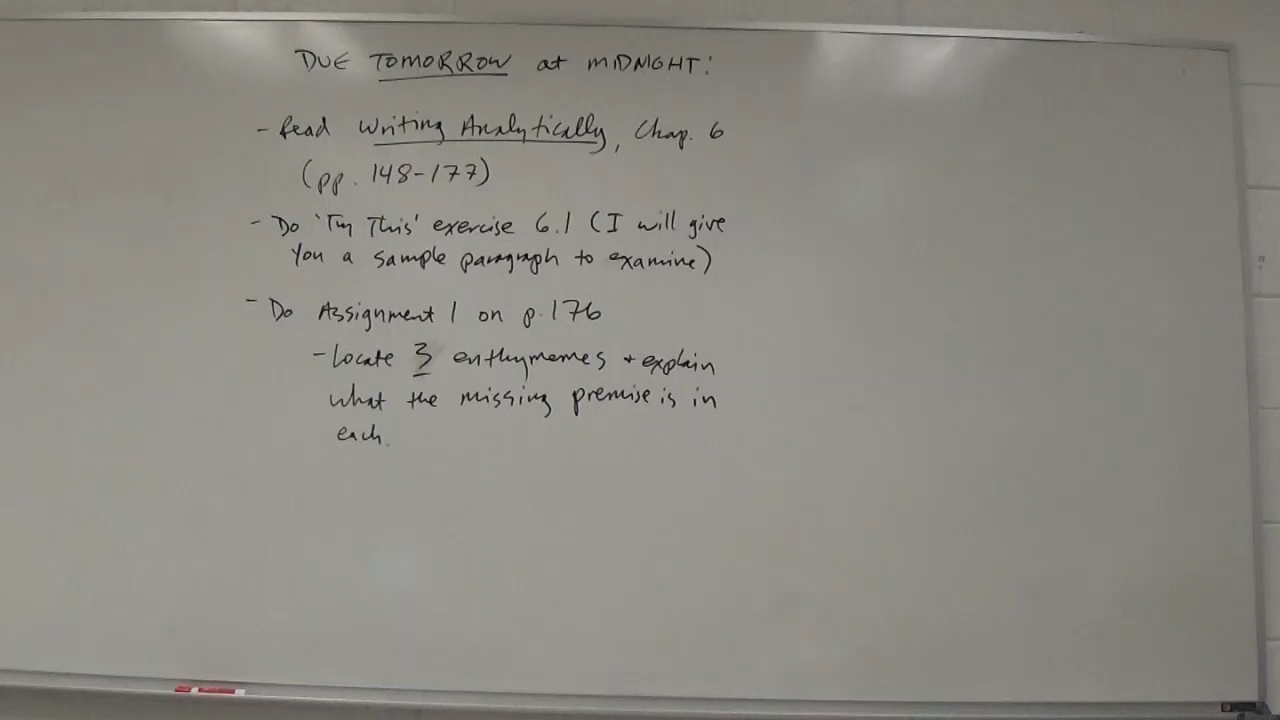 DUE TOMORROW at MIDNIGHT:
- Read Writing Analytically, Chap. 6
(pp. 148-177)
- Do 'Try This' exercise 6.1 (I will give
you a sample paragraph to examine)
- Do Assignment 1 on p. 176
- Locate 3 enthymemes + explain
what the missing premise is in
each.